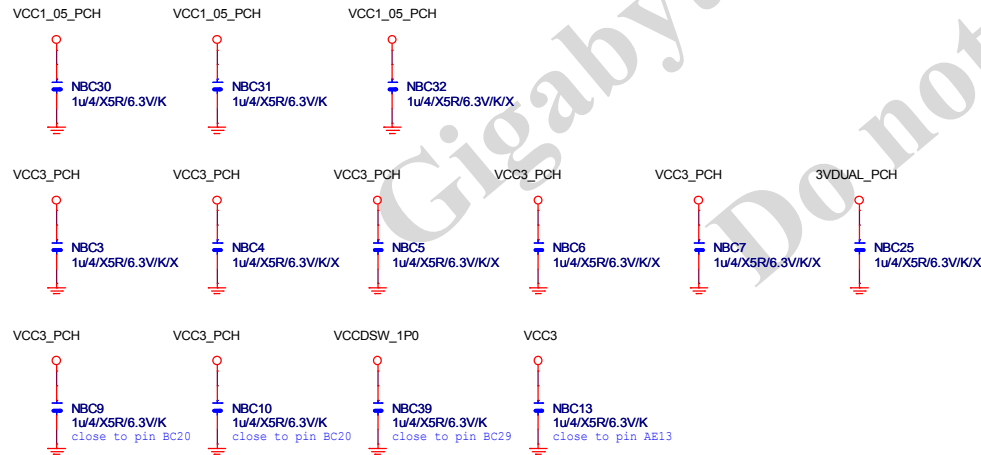 VCC1_05_PCH VCC1_05_PCH VCC1_05_PCH
NBC30 NBC31 NBC32
1u/4/X5R/6.3V/K 1u/4/X5R/6.3V/K 1u/4/X5R/6.3V/K/X
VCC3_PCH VCC3_PCH VCC3_PCH VCC3_PCH VCC3_PCH 3VDUAL_PCH
NBC3 NBC4 NBC5 NBC6 NBC7 NBC25
1u/4/X5R/6.3V/K/X 1u/4/X5R/6.3V/K/X 1u/4/X5R/6.3V/K/X 1u/4/X5R/6.3V/K/X 1u/4/X5R/6.3V/K/X 1u/4/X5R/6.3V/K/X
VCC3_PCH VCC3_PCH VCCDSW_1P0 VCC3
NBC9 NBC10 NBC39 NBC13
1u/4/X5R/6.3V/K 1u/4/X5R/6.3V/K 1u/4/X5R/6.3V/K 1u/4/X5R/6.3V/K
close to pin BC20 close to pin BC20 close to pin BC29 close to pin AE13
Gigaby
Do not